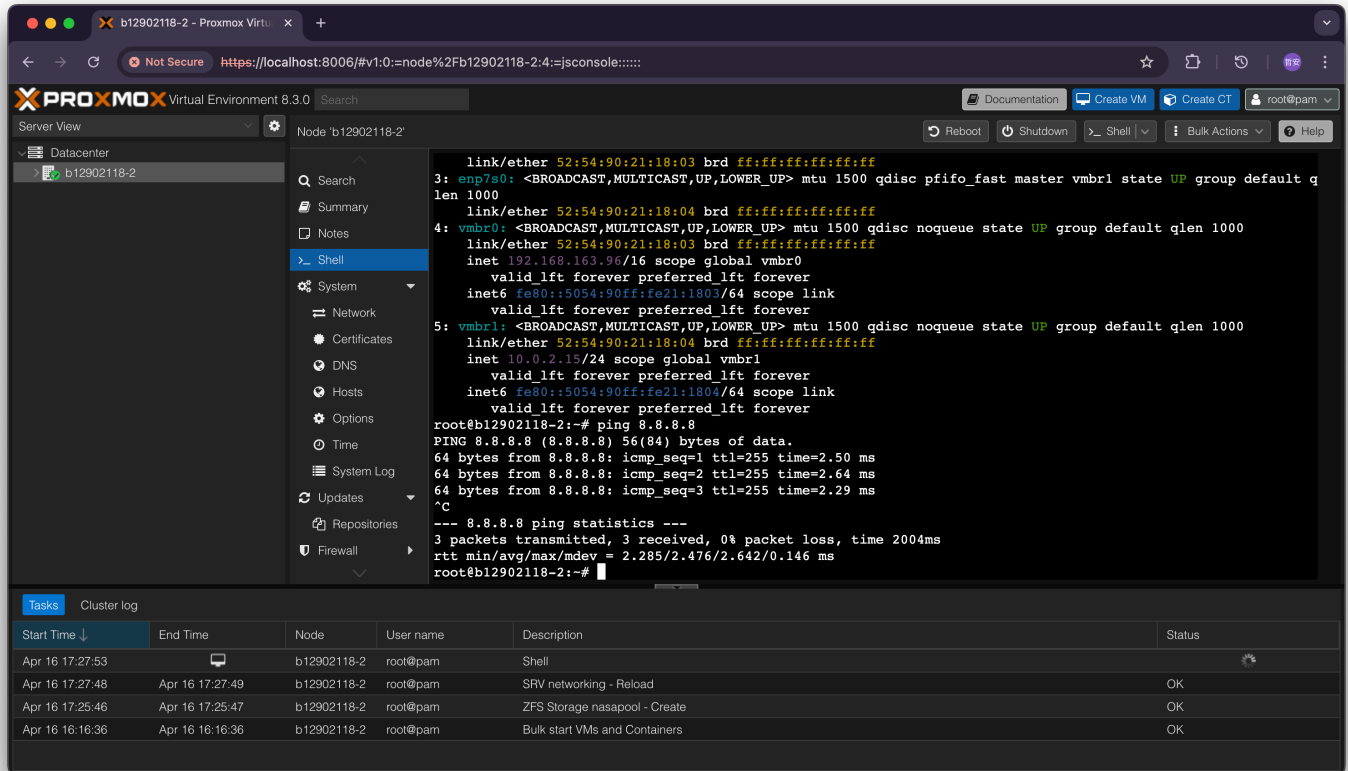 b12902118-2 - Proxmox Virtu
Not Secure https://localhost:8006/#v1:0:=node%2Fb12902118-2:4:=jsconsole::::::
哲安
PROXMOX Virtual Environment 8.3.0 Search
Documentation Create VM Create CT root@pam
Server View
Node 'b12902118-2'
Reboot Shutdown >_ Shell Bulk Actions Help
Datacenter
b12902118-2
Search
Summary
Notes
>_ Shell
System
Network
Certificates
DNS
Hosts
Options
Time
System Log
Updates
Repositories
Firewall
link/ether 52:54:90:21:18:03 brd ff:ff:ff:ff:ff:ff
3: enp7s0: <BROADCAST,MULTICAST,UP,LOWER_UP> mtu 1500 qdisc pfifo_fast master vmbr1 state UP group default q
len 1000
link/ether 52:54:90:21:18:04 brd ff:ff:ff:ff:ff:ff
4: vmbr0: <BROADCAST,MULTICAST,UP,LOWER_UP> mtu 1500 qdisc noqueue state UP group default qlen 1000
link/ether 52:54:90:21:18:03 brd ff:ff:ff:ff:ff:ff
inet 192.168.163.96/16 scope global vmbr0
valid_lft forever preferred_lft forever
inet6 fe80::5054:90ff:fe21:1803/64 scope link
valid_lft forever preferred_lft forever
5: vmbr1: <BROADCAST,MULTICAST,UP,LOWER_UP> mtu 1500 qdisc noqueue state UP group default qlen 1000
link/ether 52:54:90:21:18:04 brd ff:ff:ff:ff:ff:ff
inet 10.0.2.15/24 scope global vmbr1
valid_lft forever preferred_lft forever
inet6 fe80::5054:90ff:fe21:1804/64 scope link
valid_lft forever preferred_lft forever
root@b12902118-2:~# ping 8.8.8.8
PING 8.8.8.8 (8.8.8.8) 56(84) bytes of data.
64 bytes from 8.8.8.8: icmp_seq=1 ttl=255 time=2.50 ms
64 bytes from 8.8.8.8: icmp_seq=2 ttl=255 time=2.64 ms
64 bytes from 8.8.8.8: icmp_seq=3 ttl=255 time=2.29 ms
^C
--- 8.8.8.8 ping statistics ---
3 packets transmitted, 3 received, 0% packet loss, time 2004ms
rtt min/avg/max/mdev = 2.285/2.476/2.642/0.146 ms
root@b12902118-2:~#
Tasks Cluster log
Start Time End Time Node User name Description Status
Apr 16 17:27:53 b12902118-2 root@pam Shell
Apr 16 17:27:48 Apr 16 17:27:49 b12902118-2 root@pam SRV networking - Reload OK
Apr 16 17:25:46 Apr 16 17:25:47 b12902118-2 root@pam ZFS Storage nasapool - Create OK
Apr 16 16:16:36 Apr 16 16:16:36 b12902118-2 root@pam Bulk start VMs and Containers OK